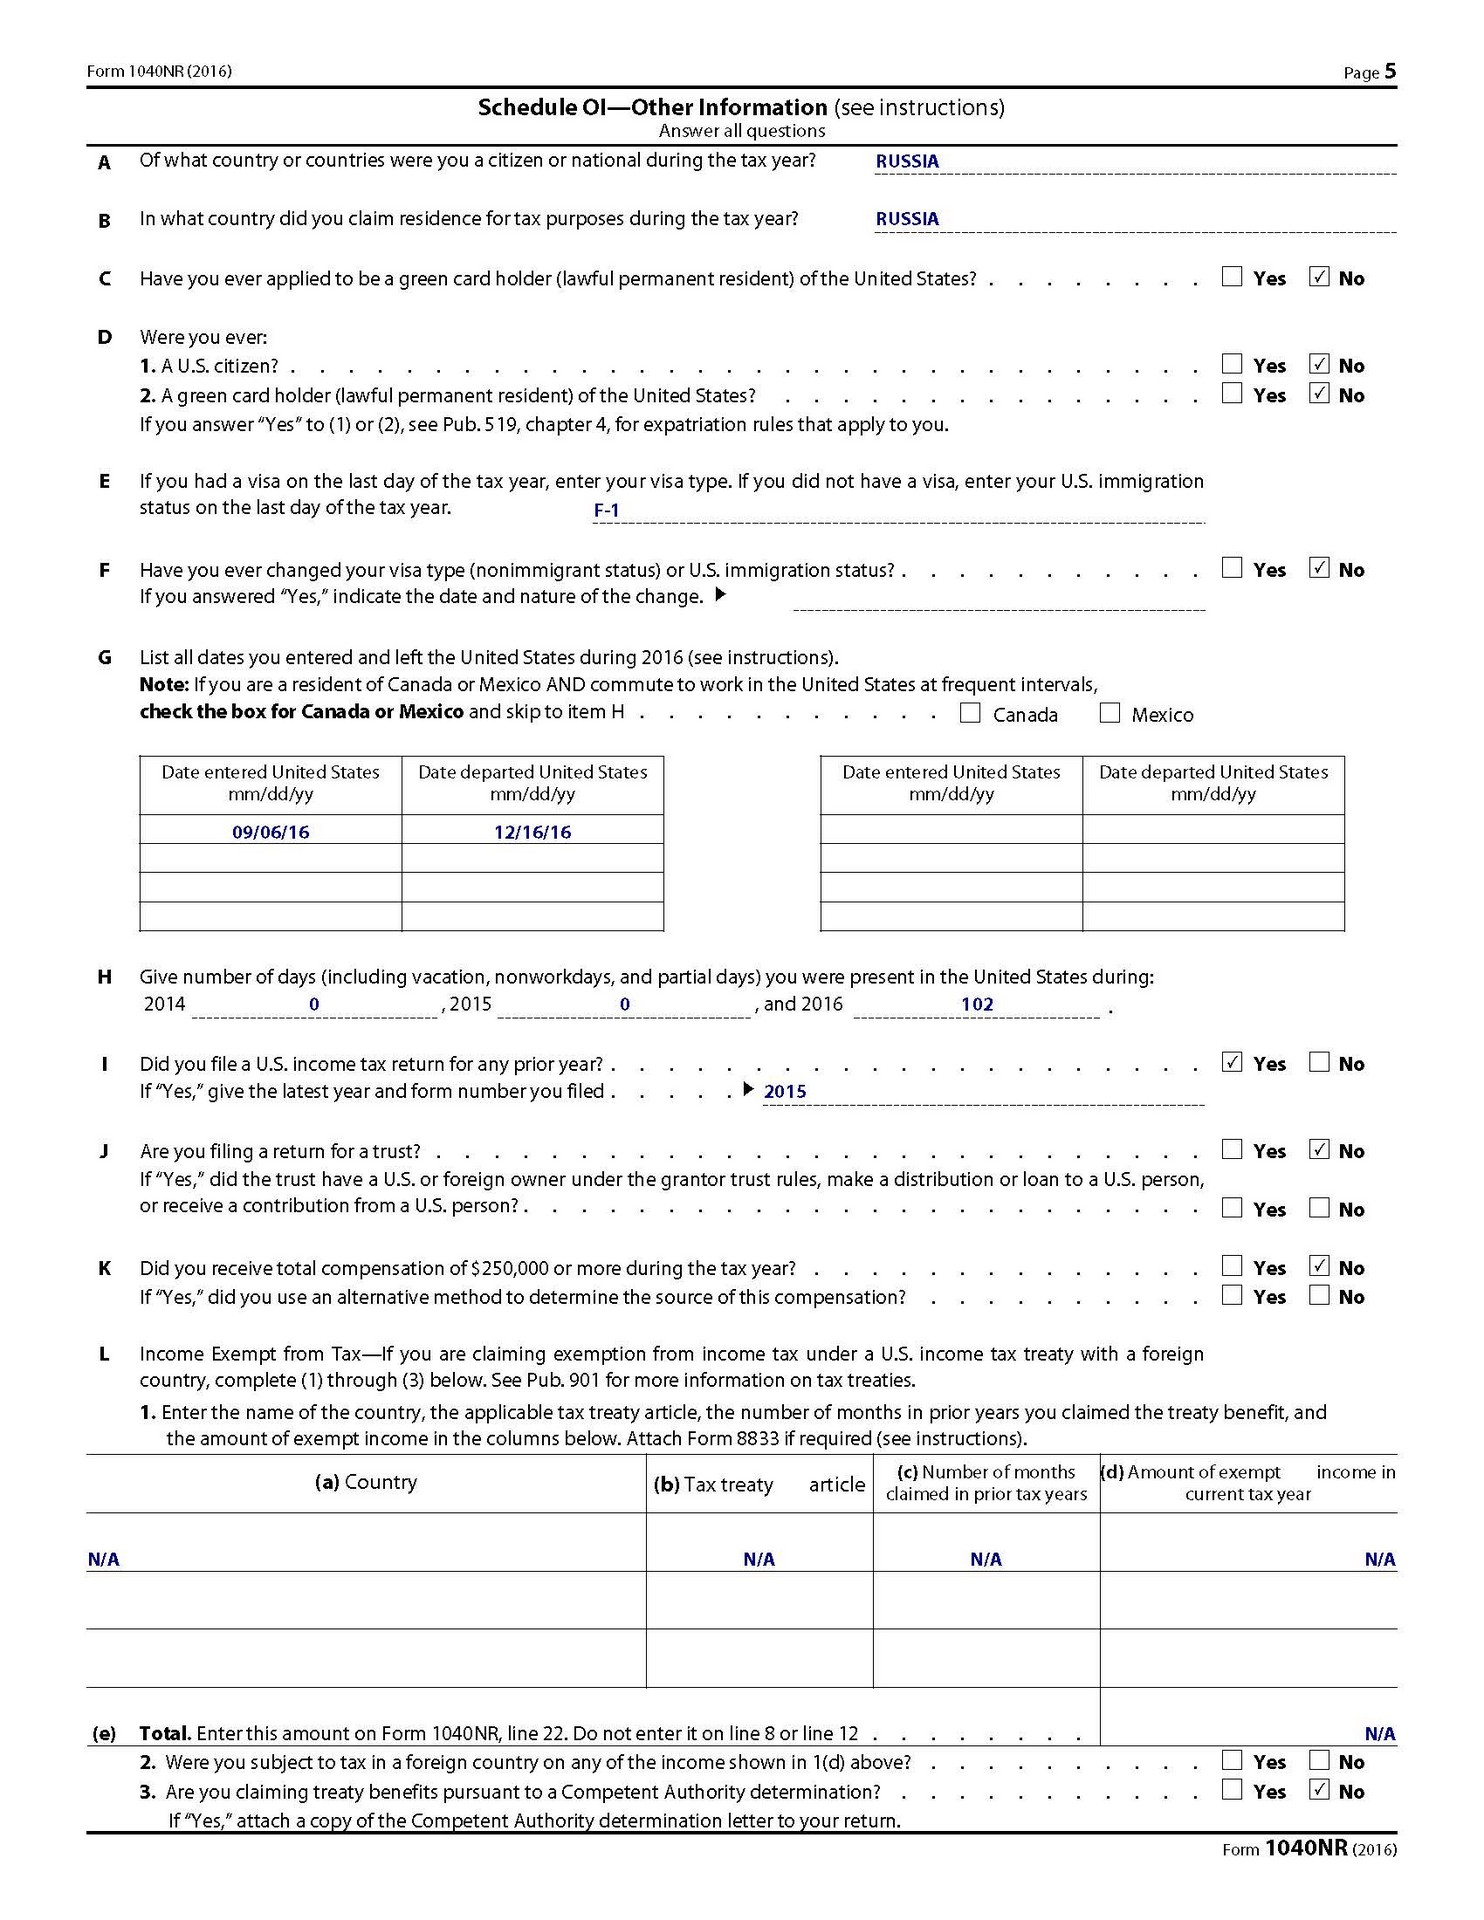 Form 1040NR (2016) Page 5
Schedule OI—Other Information (see instructions)
Answer all questions
A Of what country or countries were you a citizen or national during the tax year? RUSSIA
B In what country did you claim residence for tax purposes during the tax year? RUSSIA
C Have you ever applied to be a green card holder (lawful permanent resident) of the United States? . . . . . . . . Yes ✓ No
D Were you ever:
1. A U.S. citizen? . . . . . . . . . . . . . . . . . . . . . . . . . . . . . . . . Yes ✓ No
2. A green card holder (lawful permanent resident) of the United States? . . . . . . . . . . . . . . . Yes ✓ No
If you answer “Yes” to (1) or (2), see Pub. 519, chapter 4, for expatriation rules that apply to you.
E If you had a visa on the last day of the tax year, enter your visa type. If you did not have a visa, enter your U.S. immigration
status on the last day of the tax year. F-1
F Have you ever changed your visa type (nonimmigrant status) or U.S. immigration status? . . . . . . . . . . . Yes ✓ No
If you answered “Yes,” indicate the date and nature of the change. ▶
G List all dates you entered and left the United States during 2016 (see instructions).
Note: If you are a resident of Canada or Mexico AND commute to work in the United States at frequent intervals,
check the box for Canada or Mexico and skip to item H . . . . . . . . . . . Canada Mexico
Date entered United States Date departed United States Date entered United States Date departed United States
mm/dd/yy mm/dd/yy mm/dd/yy mm/dd/yy
09/06/16 12/16/16
H Give number of days (including vacation, nonworkdays, and partial days) you were present in the United States during:
2014 0 , 2015 0 , and 2016 102 .
I Did you file a U.S. income tax return for any prior year? . . . . . . . . . . . . . . . . . . . . . ✓ Yes No
If “Yes,” give the latest year and form number you filed . . . . . ▶ 2015
J Are you filing a return for a trust? . . . . . . . . . . . . . . . . . . . . . . . . . . . Yes ✓ No
If “Yes,” did the trust have a U.S. or foreign owner under the grantor trust rules, make a distribution or loan to a U.S. person,
or receive a contribution from a U.S. person? . . . . . . . . . . . . . . . . . . . . . . . . Yes No
K Did you receive total compensation of $250,000 or more during the tax year? . . . . . . . . . . . . . . Yes ✓ No
If “Yes,” did you use an alternative method to determine the source of this compensation? . . . . . . . . . . Yes No
L Income Exempt from Tax—If you are claiming exemption from income tax under a U.S. income tax treaty with a foreign
country, complete (1) through (3) below. See Pub. 901 for more information on tax treaties.
1. Enter the name of the country, the applicable tax treaty article, the number of months in prior years you claimed the treaty benefit, and
the amount of exempt income in the columns below. Attach Form 8833 if required (see instructions).
(a) Country (b) Tax treaty article (c) Number of months (d) Amount of exempt income in
claimed in prior tax years current tax year
N/A N/A N/A N/A
(e) Total. Enter this amount on Form 1040NR, line 22. Do not enter it on line 8 or line 12 . . . . . . . . N/A
2. Were you subject to tax in a foreign country on any of the income shown in 1(d) above? . . . . . . . . . . Yes No
3. Are you claiming treaty benefits pursuant to a Competent Authority determination? . . . . . . . . . . . Yes ✓ No
If “Yes,” attach a copy of the Competent Authority determination letter to your return.
Form 1040NR (2016)